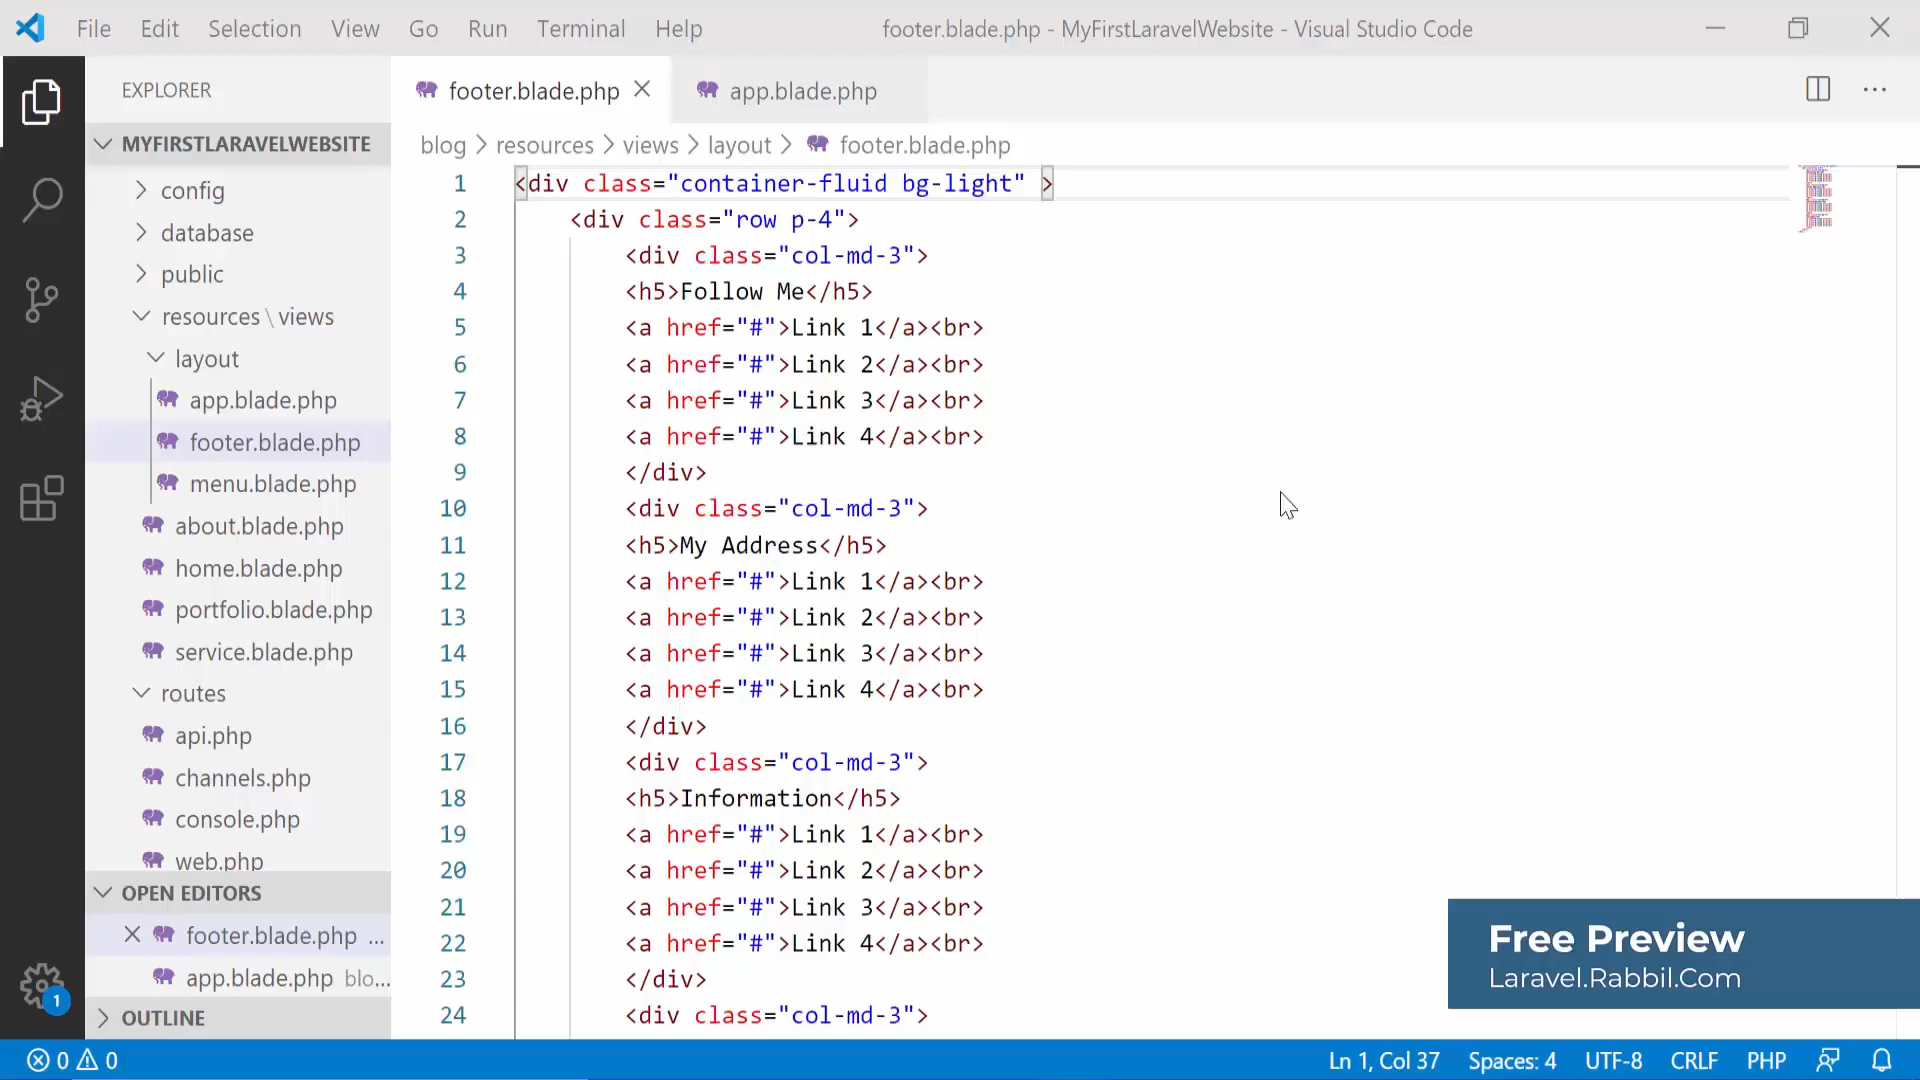 File Edit Selection View Go Run Terminal Help footer.blade.php - MyFirstLaravelWebsite - Visual Studio Code
EXPLORER
MYFIRSTLARAVELWEBSITE
config
database
public
resources \ views
layout
app.blade.php
footer.blade.php
menu.blade.php
about.blade.php
home.blade.php
portfolio.blade.php
service.blade.php
routes
api.php
channels.php
console.php
web.php
OPEN EDITORS
footer.blade.php ...
app.blade.php blo...
OUTLINE
1
footer.blade.php app.blade.php
blog > resources > views > layout > footer.blade.php
1 <div class="container-fluid bg-light" >
2 <div class="row p-4">
3 <div class="col-md-3">
4 <h5>Follow Me</h5>
5 <a href="#">Link 1</a><br>
6 <a href="#">Link 2</a><br>
7 <a href="#">Link 3</a><br>
8 <a href="#">Link 4</a><br>
9 </div>
10 <div class="col-md-3">
11 <h5>My Address</h5>
12 <a href="#">Link 1</a><br>
13 <a href="#">Link 2</a><br>
14 <a href="#">Link 3</a><br>
15 <a href="#">Link 4</a><br>
16 </div>
17 <div class="col-md-3">
18 <h5>Information</h5>
19 <a href="#">Link 1</a><br>
20 <a href="#">Link 2</a><br>
21 <a href="#">Link 3</a><br>
22 <a href="#">Link 4</a><br>
23 </div>
24 <div class="col-md-3">
Free Preview
Laravel.Rabbil.Com
0 0 Ln 1, Col 37 Spaces: 4 UTF-8 CRLF PHP